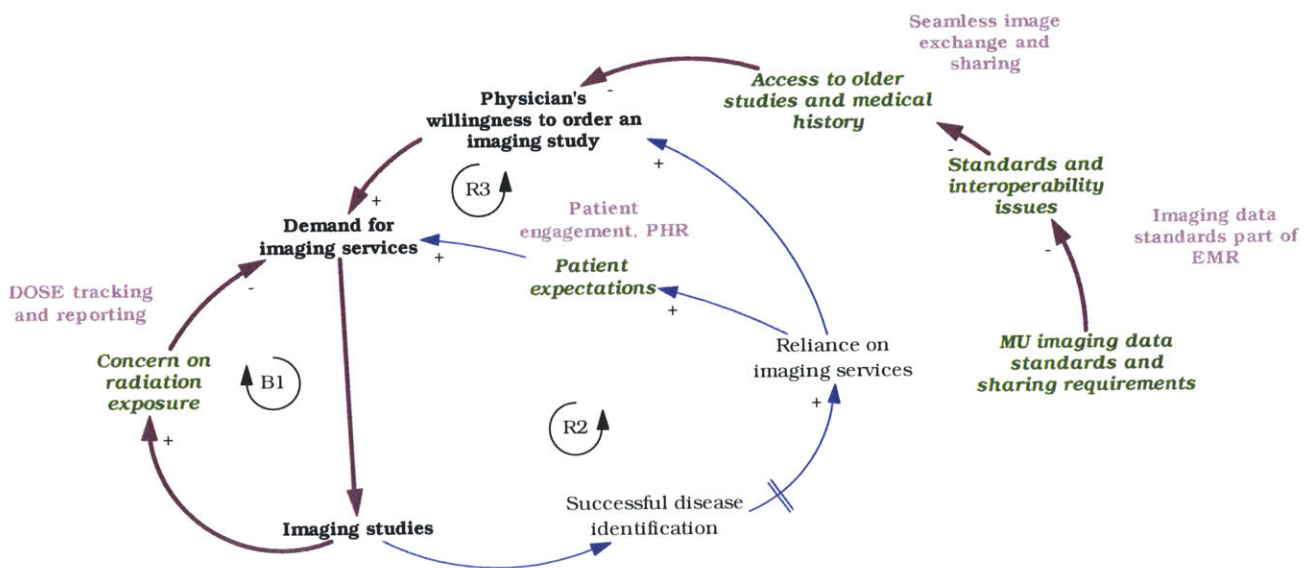 Seamless image
exchange and
sharing
Access to older
studies and medical
history
-
Physician's
willingness to order an
imaging study
+
-
Standards and
interoperability
issues
R3
+
Demand for
imaging services
Patient
engagement, PHR
Imaging data
standards part of
EMR
-
+
Patient
expectations
-
DOSE tracking
and reporting
+
Reliance on
imaging services
MU imaging data
standards and
sharing requirements
Concern on
radiation
exposure
B1
+
R2
+
Successful disease
identification
Imaging studies